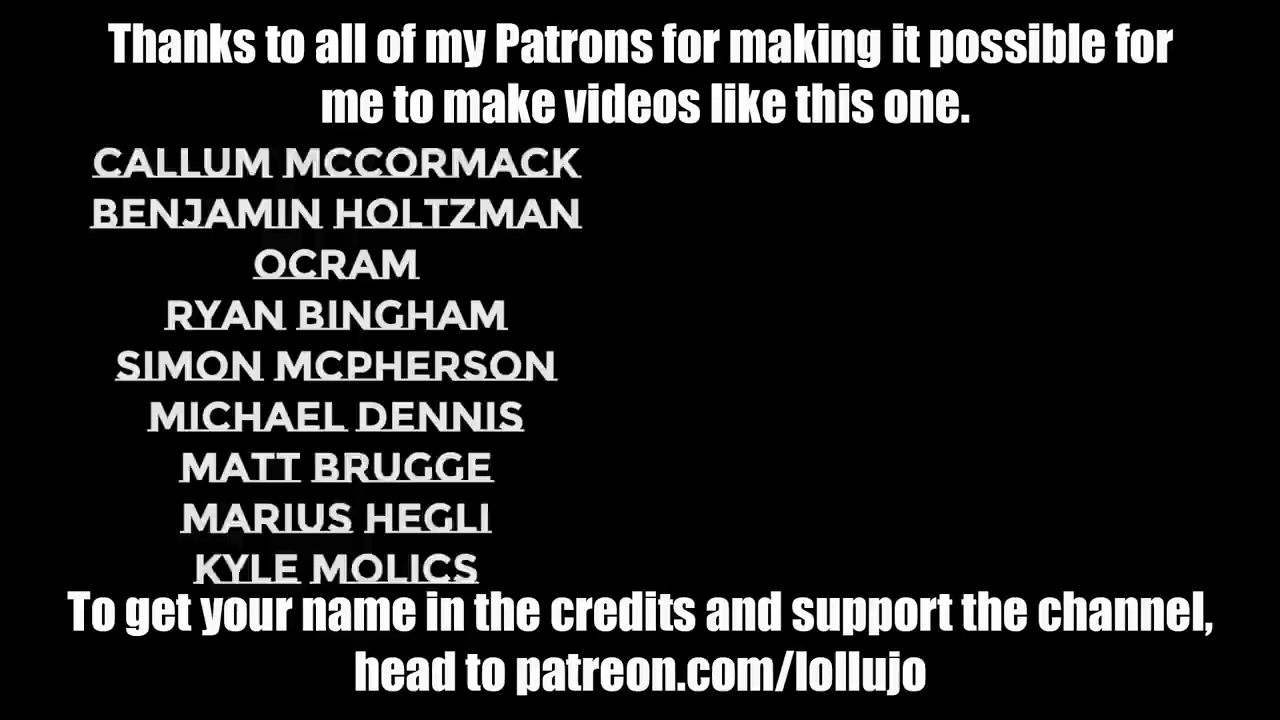 Thanks to all of my Patrons for making it possible for
me to make videos like this one.
CALLUM MCCORMACK
BENJAMIN HOLTZMAN
OCRAM
RYAN BINGHAM
SIMON MCPHERSON
MICHAEL DENNIS
MATT BRUGGE
MARIUS HEGLI
KYLE MOLICS
To get your name in the credits and support the channel,
head to patreon.com/lollujo